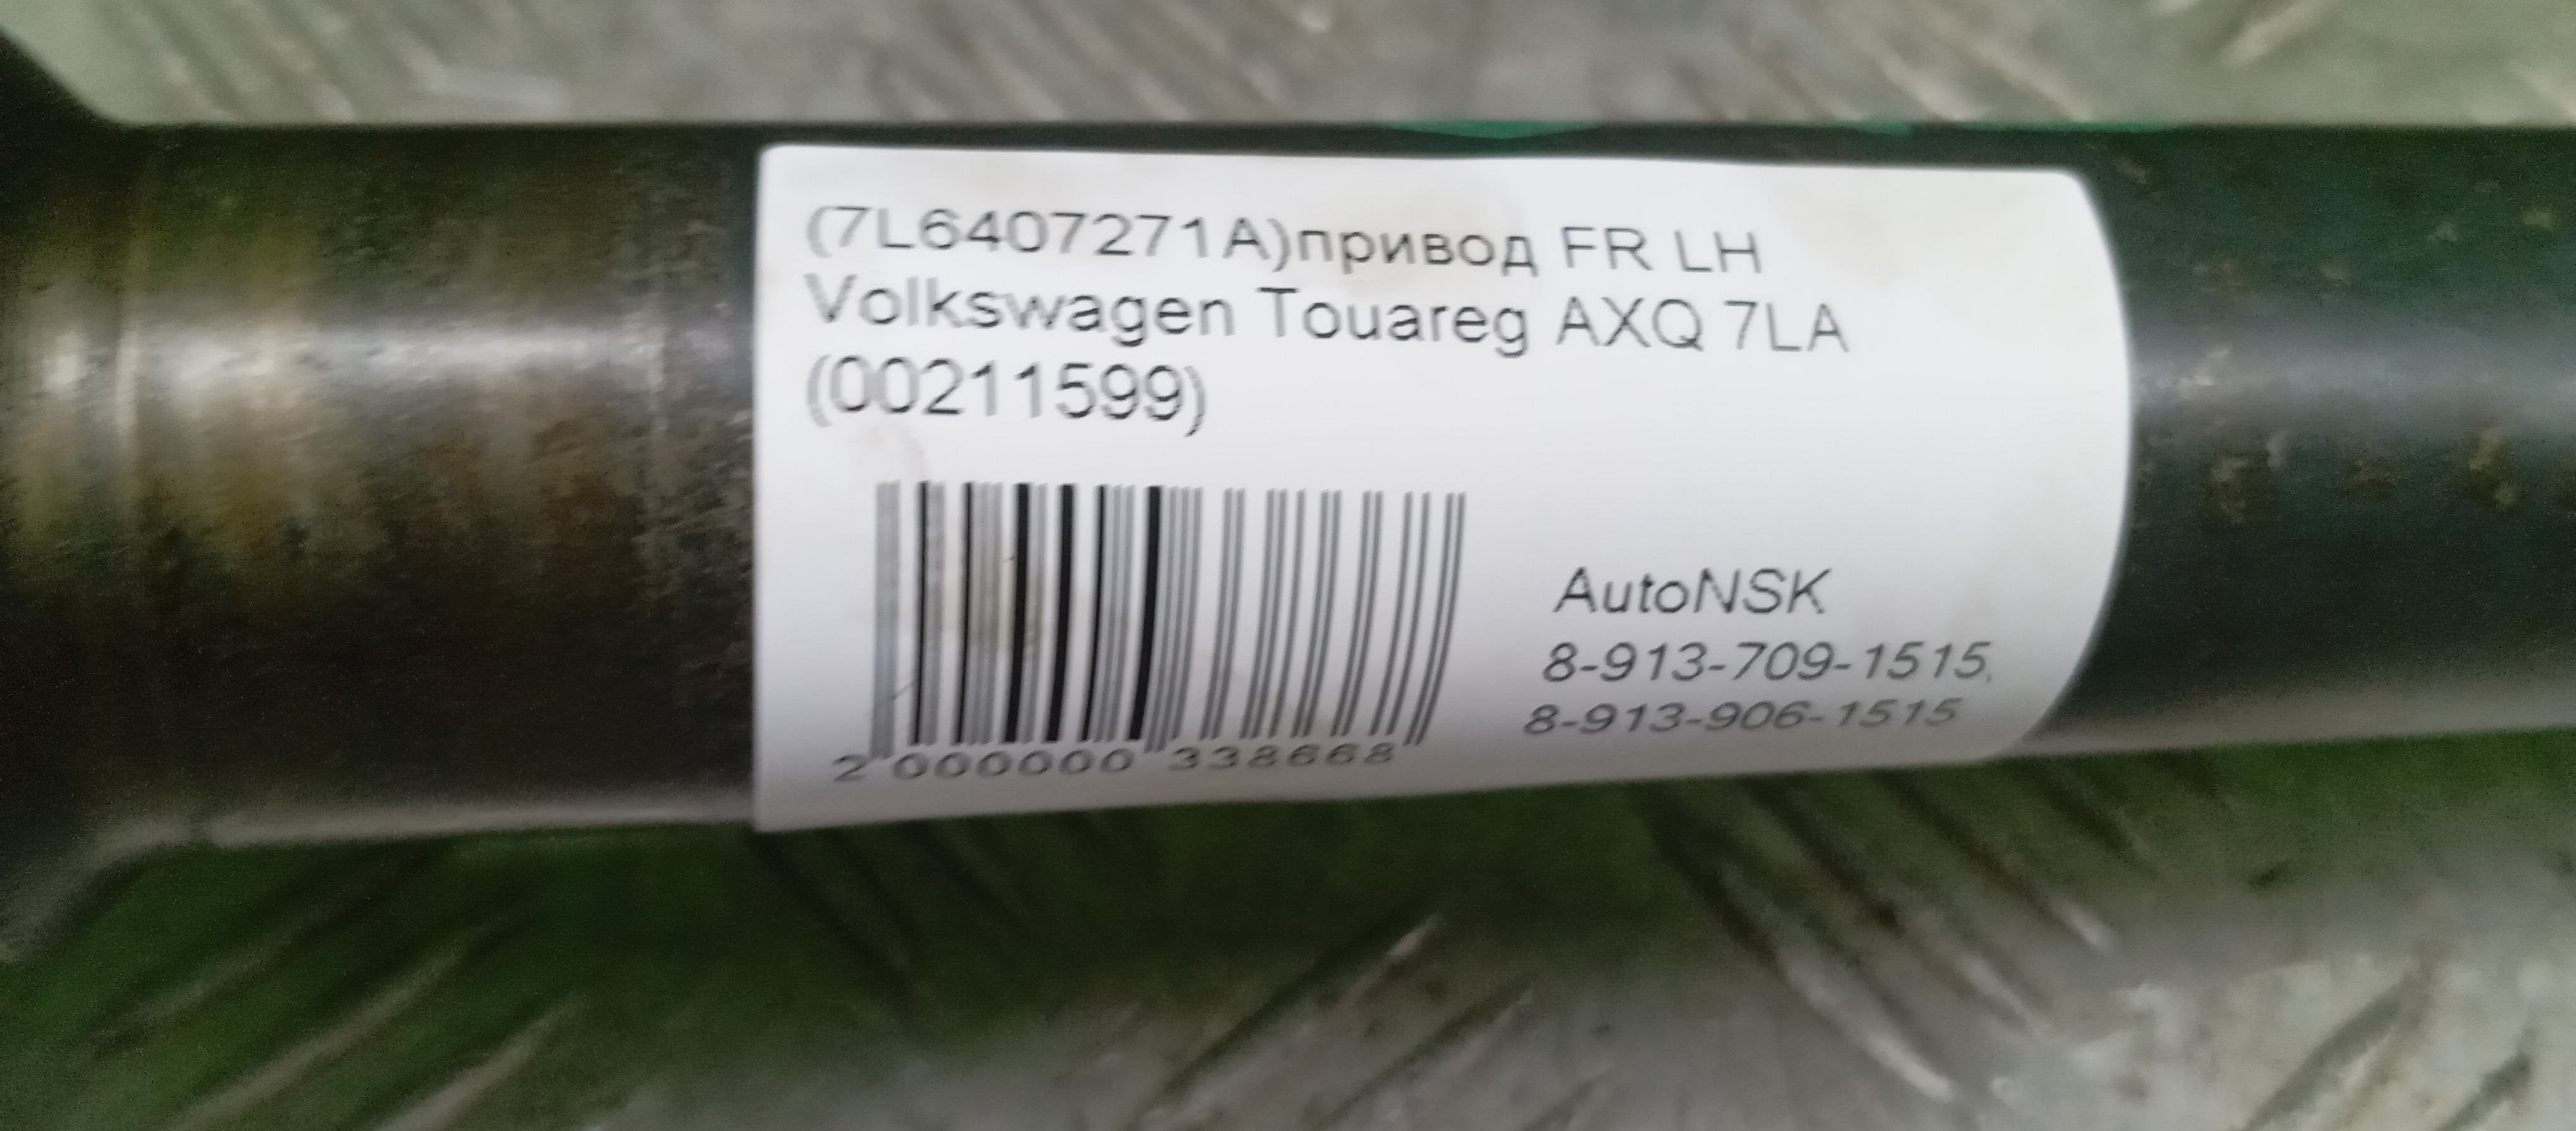 (7L6407271A)привод FR LH
Volkswagen Touareg AXQ 7LA
(00211599)
AutoNSK
8-913-709-1515,
8-913-906-1515
2 000000 338668